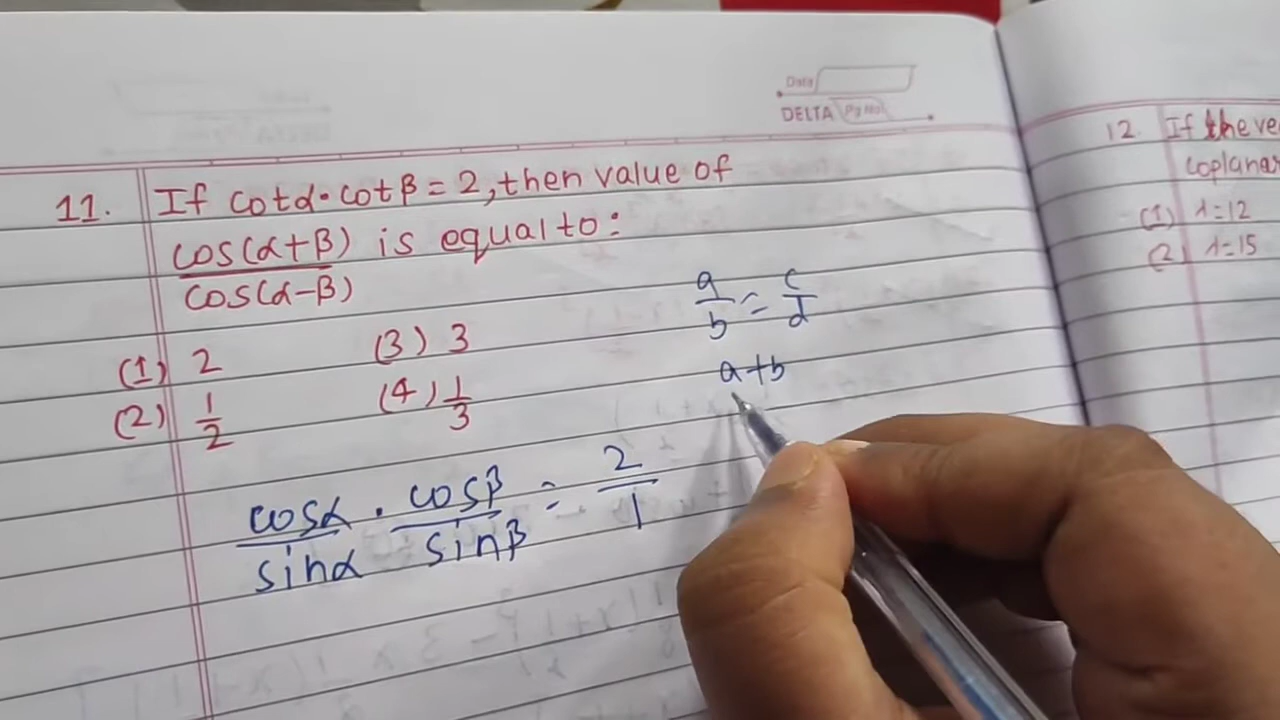 Date
DELTA Pg No.
11. If cotα·cotβ=2, then value of
cos(α+β) is equal to:
cos(α-β)
(1) 2 (3) 3
(2) 1/2 (4) 1/3
a/b = c/d
a+b
cosα/sinα · cosβ/sinβ = 2/1
12. If the ve
coplanar
(1) λ=12
(2) λ=15